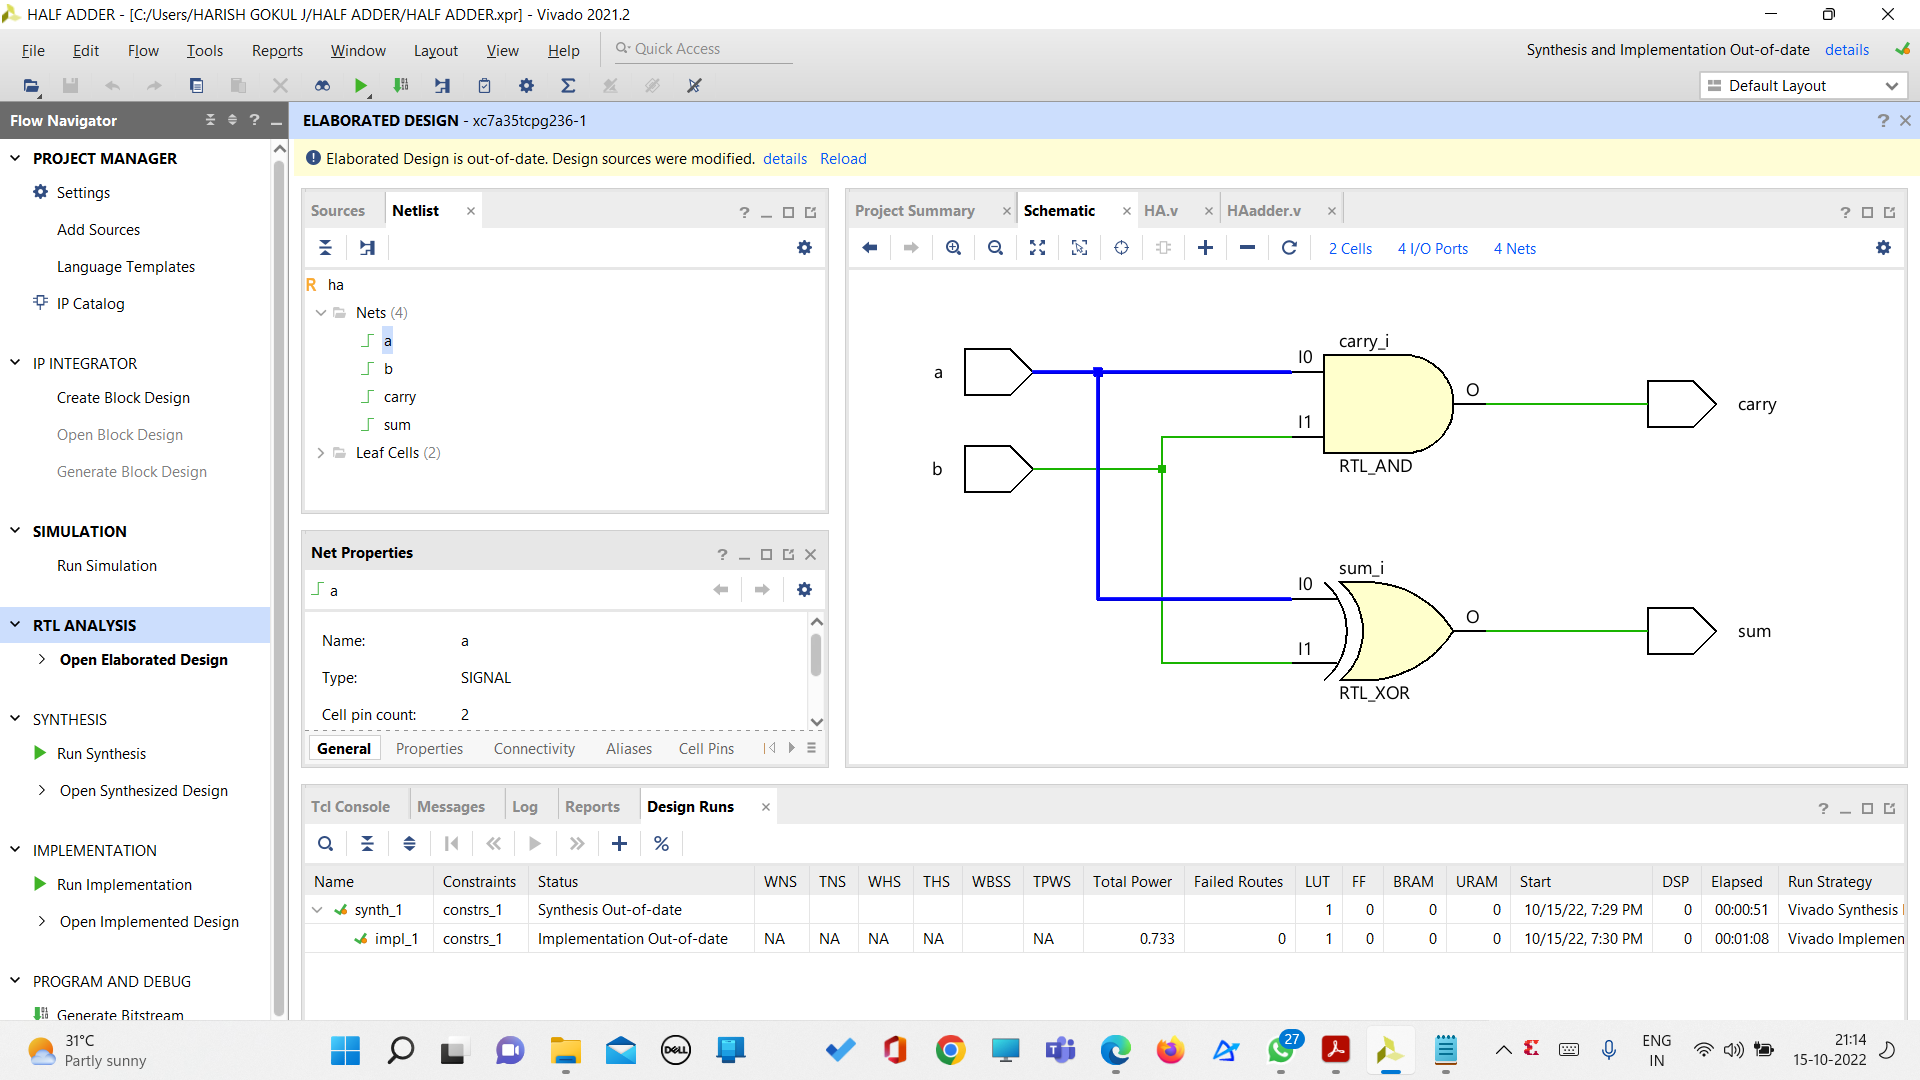 HALF ADDER - [C:/Users/HARISH GOKUL J/HALF ADDER/HALF ADDER.xpr] - Vivado 2021.2
File Edit Flow Tools Reports Window Layout View Help Quick Access
Synthesis and Implementation Out-of-date details
Default Layout
Flow Navigator
PROJECT MANAGER
Settings
Add Sources
Language Templates
IP Catalog
IP INTEGRATOR
Create Block Design
Open Block Design
Generate Block Design
SIMULATION
Run Simulation
RTL ANALYSIS
Open Elaborated Design
SYNTHESIS
Run Synthesis
Open Synthesized Design
IMPLEMENTATION
Run Implementation
Open Implemented Design
PROGRAM AND DEBUG
Generate Bitstream
ELABORATED DESIGN - xc7a35tcpg236-1
Elaborated Design is out-of-date. Design sources were modified. details Reload
Sources Netlist
R ha
Nets (4)
a
b
carry
sum
Leaf Cells (2)
Net Properties
a
Name: a
Type: SIGNAL
Cell pin count: 2
General Properties Connectivity Aliases Cell Pins
Project Summary Schematic HA.v HAadder.v
2 Cells 4 I/O Ports 4 Nets
carry_i
I0
a
O
carry
I1
RTL_AND
b
sum_i
I0
O
sum
I1
RTL_XOR
Tcl Console Messages Log Reports Design Runs
Name Constraints Status WNS TNS WHS THS WBSS TPWS Total Power Failed Routes LUT FF BRAM URAM Start DSP Elapsed Run Strategy
synth_1 constrs_1 Synthesis Out-of-date 1 0 0 0 10/15/22, 7:29 PM 0 00:00:51 Vivado Synthesis
impl_1 constrs_1 Implementation Out-of-date NA NA NA NA NA 0.733 0 1 0 0 0 10/15/22, 7:30 PM 0 00:01:08 Vivado Implemen
31°C
Partly sunny
DELL
27
ENG
IN
21:14
15-10-2022